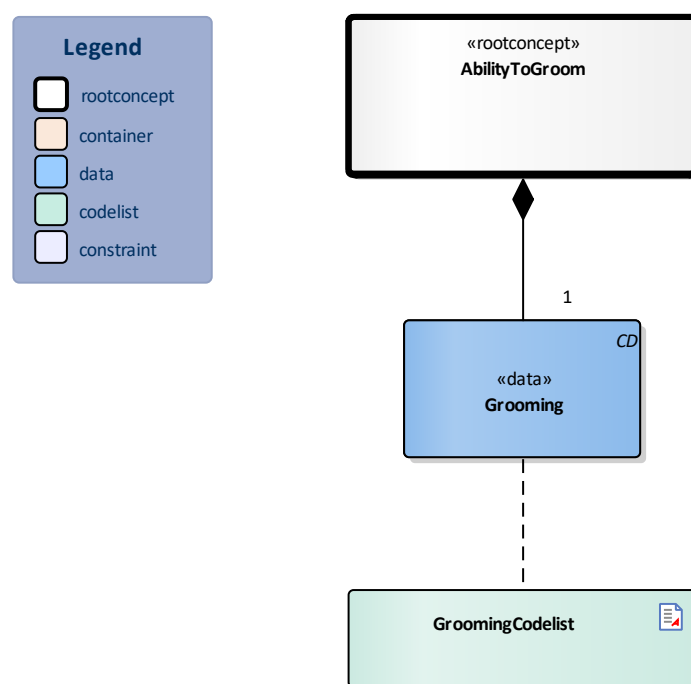 Legend
rootconcept
container
data
codelist
constraint
«rootconcept»
AbilityToGroom
1
CD
«data»
Grooming
GroomingCodelist